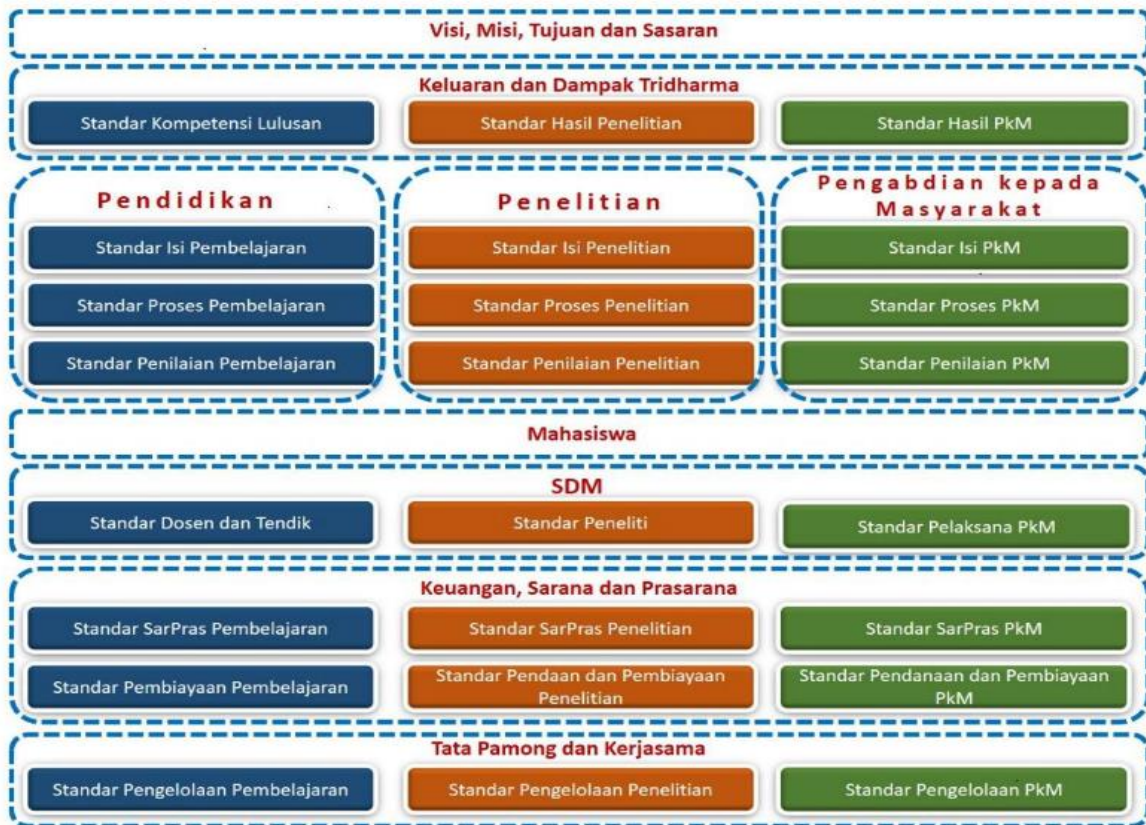 Visi, Misi, Tujuan dan Sasaran
Keluaran dan Dampak Tridharma
Standar Kompetensi Lulusan
Standar Hasil Penelitian
Standar Hasil PkM
Pendidikan
Standar Isi Pembelajaran
Standar Proses Pembelajaran
Standar Penilaian Pembelajaran
Penelitian
Standar Isi Penelitian
Standar Proses Penelitian
Standar Penilaian Penelitian
Pengabdian kepada
Masyarakat
Standar Isi PkM
Standar Proses PkM
Standar Penilaian PkM
Mahasiswa
SDM
Standar Dosen dan Tendik
Standar Peneliti
Standar Pelaksana PkM
Keuangan, Sarana dan Prasarana
Standar SarPras Pembelajaran
Standar SarPras Penelitian
Standar SarPras PkM
Standar Pembiayaan Pembelajaran
Standar Pendaan dan Pembiayaan
Penelitian
Standar Pendanaan dan Pembiayaan
PkM
Tata Pamong dan Kerjasama
Standar Pengelolaan Pembelajaran
Standar Pengelolaan Penelitian
Standar Pengelolaan PkM